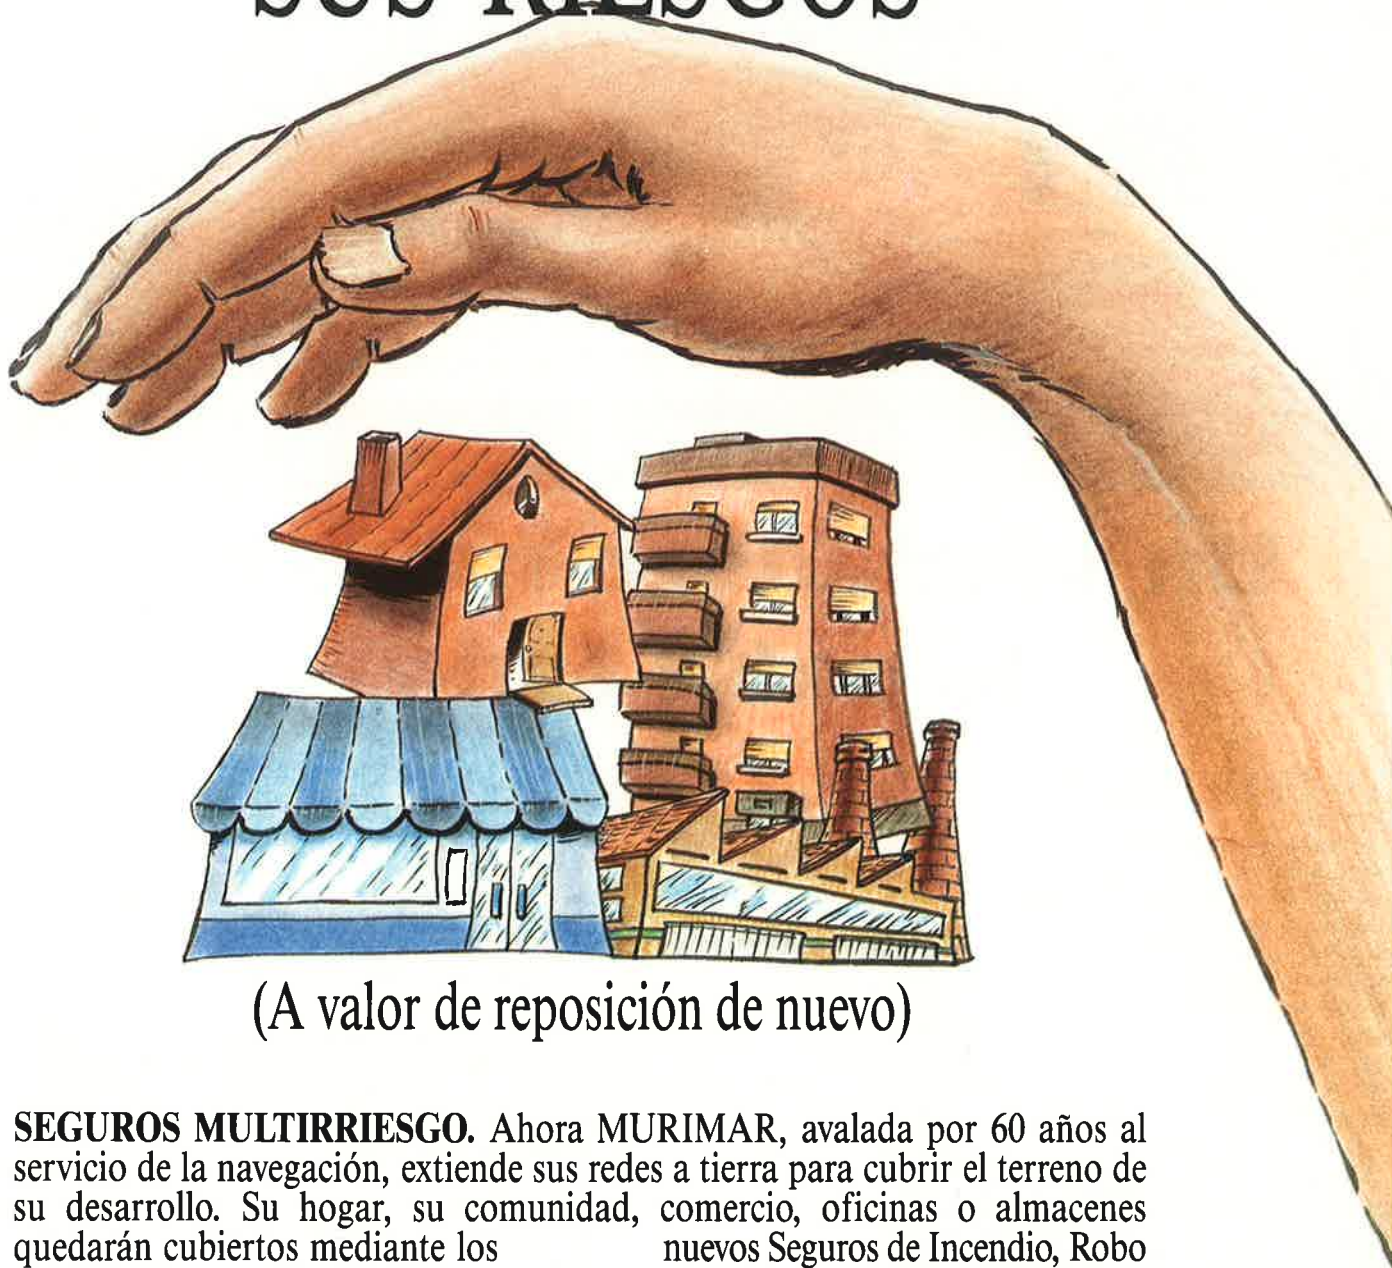 SUS RIESGOS
(A valor de reposición de nuevo)
SEGUROS MULTIRRIESGO. Ahora MURIMAR, avalada por 60 años al
servicio de la navegación, extiende sus redes a tierra para cubrir el terreno de
su desarrollo. Su hogar, su comunidad, comercio, oficinas o almacenes
quedarán cubiertos mediante los nuevos Seguros de Incendio, Robo